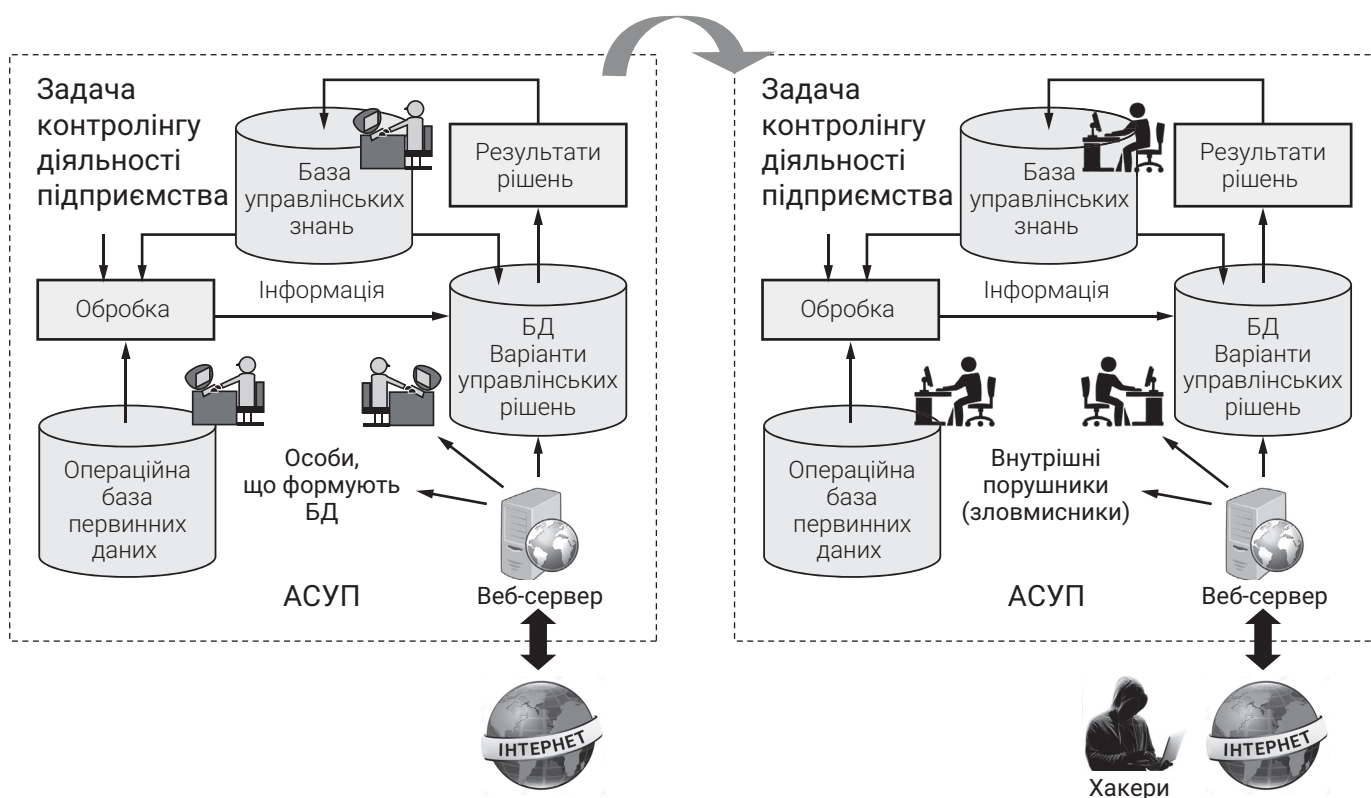 Задача
контролінгу
діяльності
підприємства
База
управлінських
знань
Результати
рішень
Обробка
Інформація
БД
Варіанти
управлінських
рішень
Операційна
база
первинних
даних
Особи,
що формують
БД
АСУП
Веб-сервер
ІНТЕРНЕТ
Задача
контролінгу
діяльності
підприємства
База
управлінських
знань
Результати
рішень
Обробка
Інформація
БД
Варіанти
управлінських
рішень
Операційна
база
первинних
даних
Внутрішні
порушники
(зловмисники)
АСУП
Веб-сервер
Хакери
ІНТЕРНЕТ